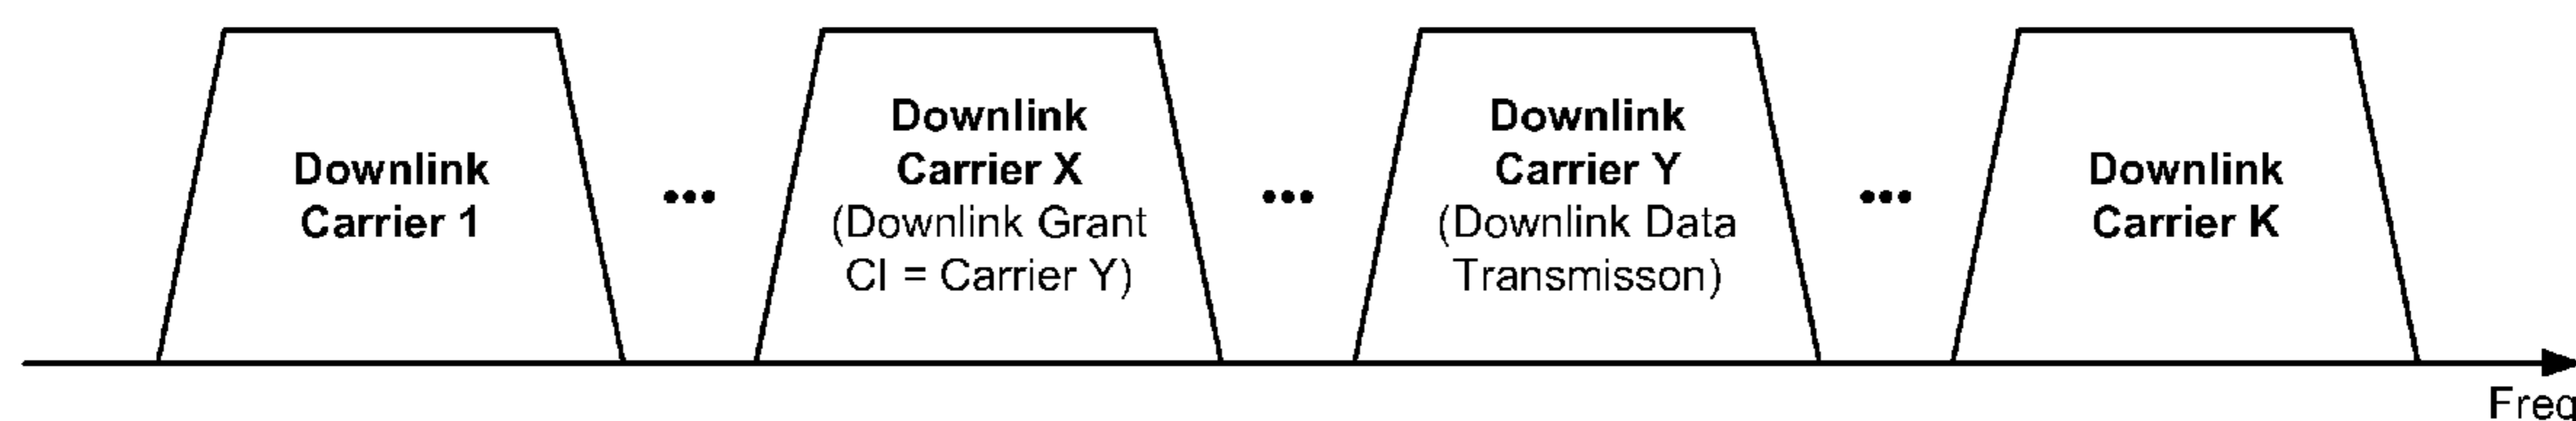 Downlink
Carrier 1
•••
Downlink
Carrier X
(Downlink Grant
CI = Carrier Y)
•••
Downlink
Carrier Y
(Downlink Data
Transmisson)
•••
Downlink
Carrier K
Freq